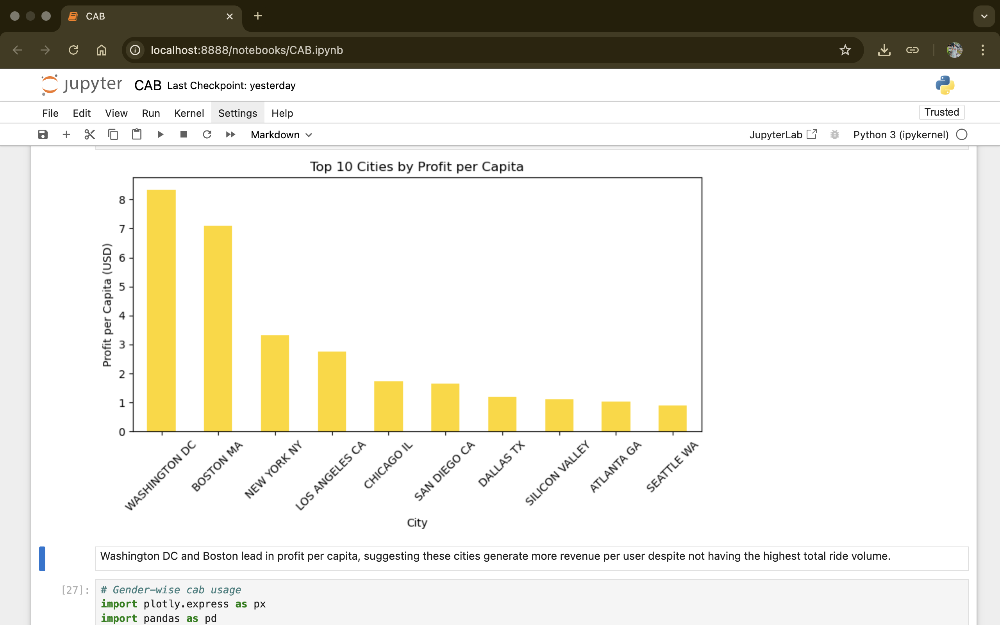 CAB
localhost:8888/notebooks/CAB.ipynb
jupyter CAB Last Checkpoint: yesterday
File Edit View Run Kernel Settings Help Trusted
Markdown JupyterLab Python 3 (ipykernel)
Top 10 Cities by Profit per Capita
Profit per Capita (USD)
8
7
6
5
4
3
2
1
0
WASHINGTON DC
BOSTON MA
NEW YORK NY
LOS ANGELES CA
CHICAGO IL
SAN DIEGO CA
DALLAS TX
SILICON VALLEY
ATLANTA GA
SEATTLE WA
City
Washington DC and Boston lead in profit per capita, suggesting these cities generate more revenue per user despite not having the highest total ride volume.
[27]: # Gender-wise cab usage
import plotly.express as px
import pandas as pd